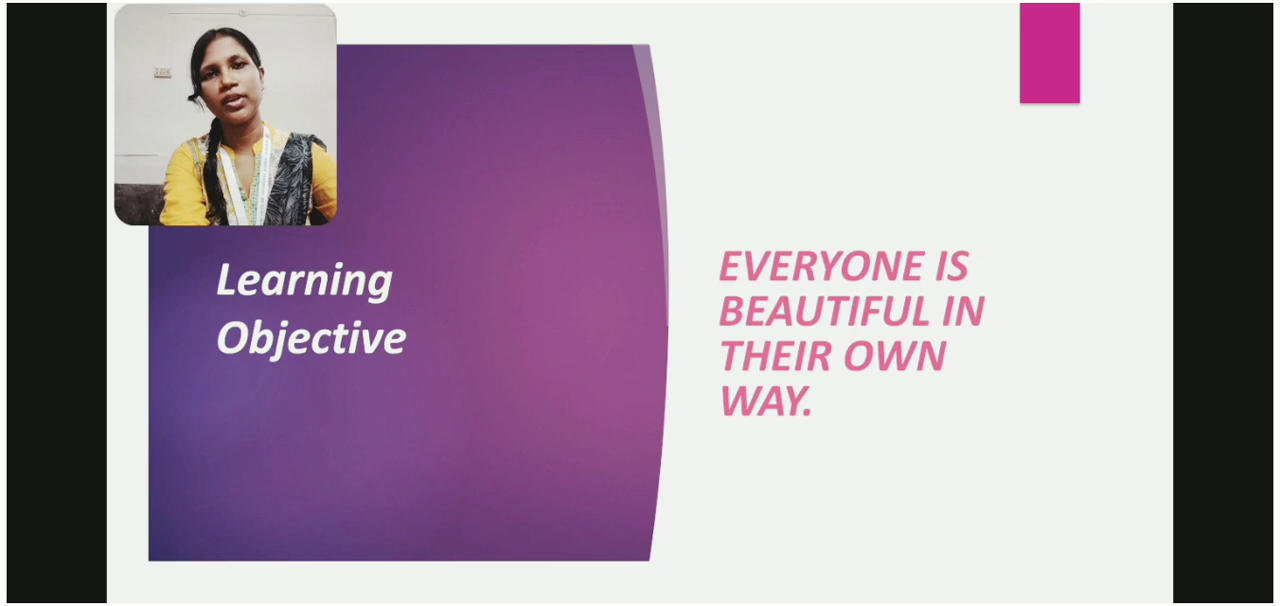 Learning
Objective
EVERYONE IS
BEAUTIFUL IN
THEIR OWN
WAY.